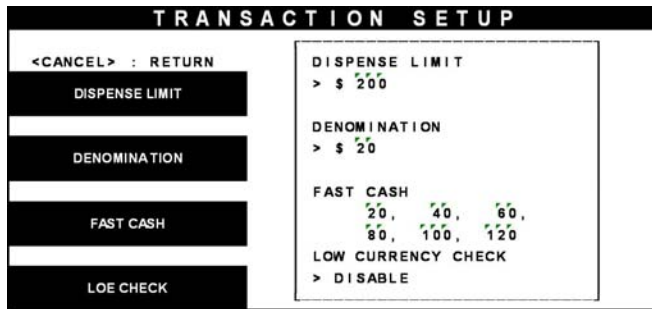 TRANSACTION SETUP
<CANCEL> : RETURN
DISPENSE LIMIT
DENOMINATION
FAST CASH
LOE CHECK
DISPENSE LIMIT
> $ 200
DENOMINATION
> $ 20
FAST CASH
20, 40, 60,
80, 100, 120
LOW CURRENCY CHECK
> DISABLE